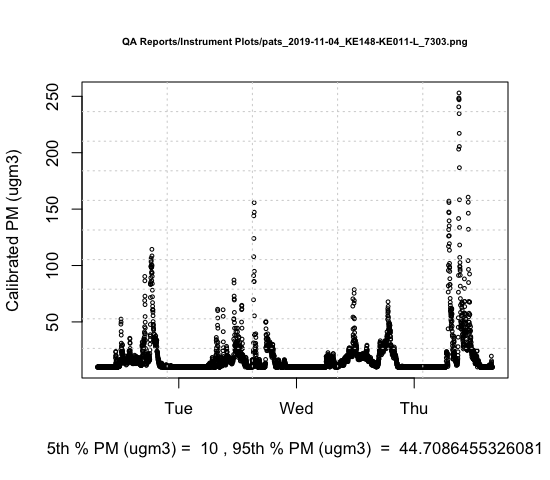 QA Reports/Instrument Plots/pats_2019-11-04_KE148-KE011-L_7303.png
Calibrated PM (ugm3)
250
200
150
100
50
Tue Wed Thu
5th % PM (ugm3) = 10 , 95th % PM (ugm3) = 44.7086455326081